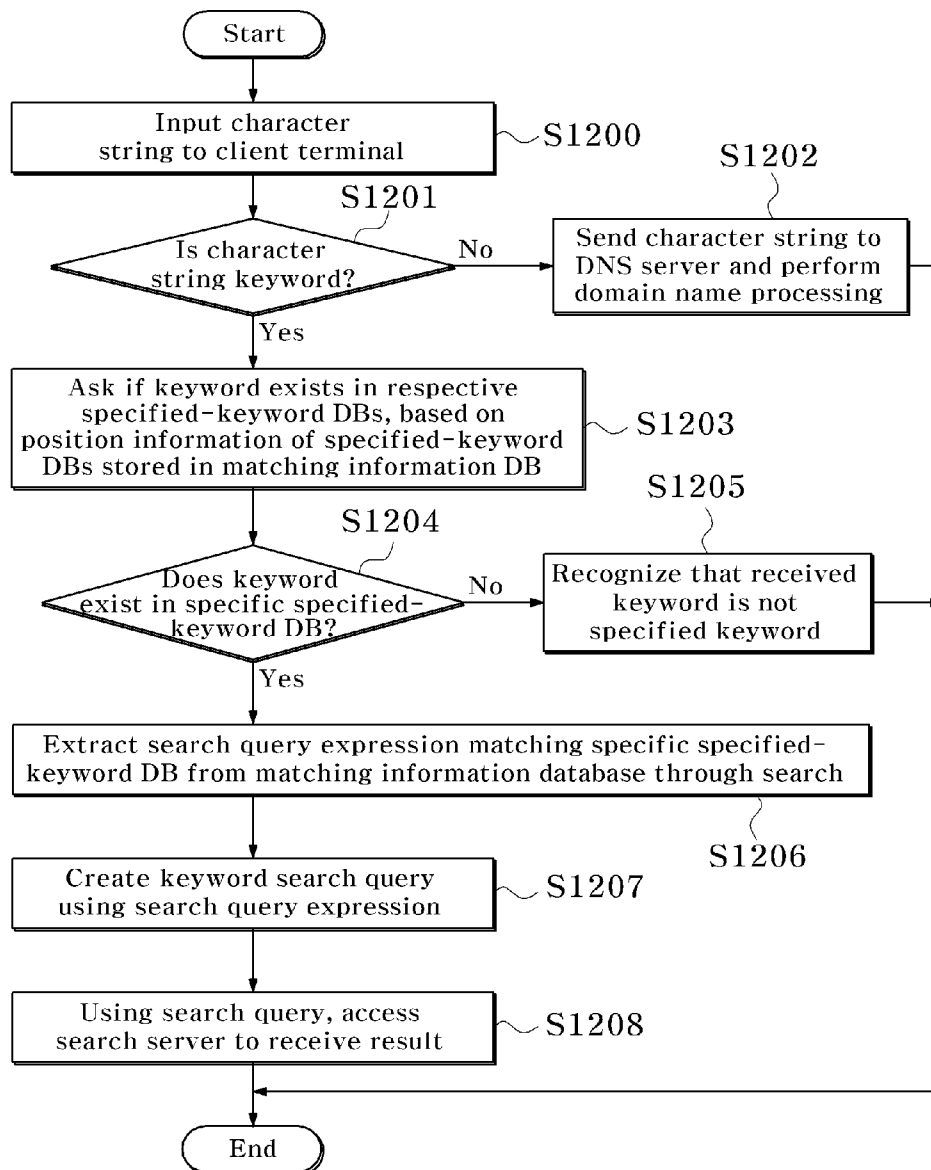 Start
Input character
string to client terminal
S1200
S1201
Is character
string keyword?
No
Yes
S1202
Send character string to
DNS server and perform
domain name processing
Ask if keyword exists in respective
specified-keyword DBs, based on
position information of specified-keyword
DBs stored in matching information DB
S1203
S1204
Does keyword
exist in specific specified-
keyword DB?
No
Yes
S1205
Recognize that received
keyword is not
specified keyword
Extract search query expression matching specific specified-
keyword DB from matching information database through search
S1206
Create keyword search query
using search query expression
S1207
Using search query, access
search server to receive result
S1208
End